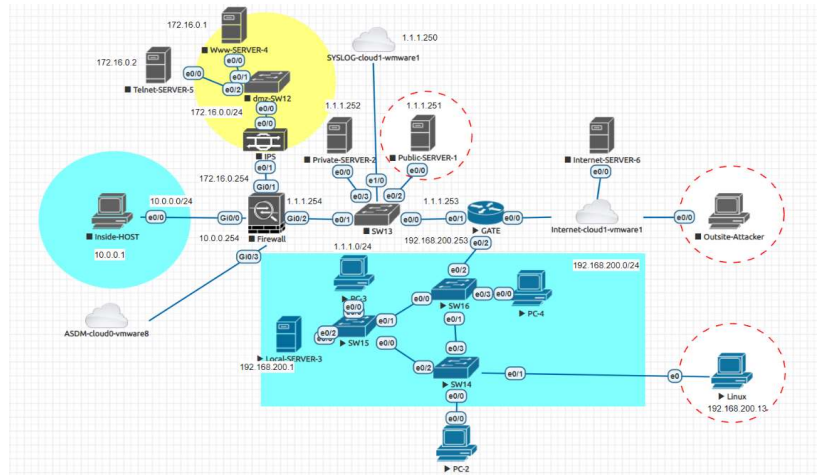 172.16.0.1
Www-SERVER-4
1.1.1.250
SYSLOG-cloud1-vmware1
e0/0
172.16.0.2
e0/0
e0/1
e0/2
Telnet-SERVER-5
dmz-SW12
e0/0
172.16.0.0/24
e0/0
IPS
e0/1
1.1.1.252
1.1.1.251
Private-SERVER-2
Public-SERVER-1
Internet-SERVER-6
e0/0
e1/0
e0/0
e0/0
172.16.0.254
Gi0/1
e0/3
e0/2
10.0.0.0/24
1.1.1.254
1.1.1.253
e0/0
Gi0/0
Gi0/2
e0/1
e0/0
e0/1
e0/0
e0/0
Inside-HOST
Firewall
SW13
GATE
Internet-cloud1-vmware1
Outsite-Attacker
10.0.0.254
192.168.200.253
e0/2
10.0.0.1
Gi0/3
1.1.1.0/24
192.168.200.0/24
e0/2
PC-3
e0/0
e0/0
e0/3
e0/0
SW16
PC-4
ASDM-cloud0-vmware8
e0/1
e0/1
e0/2
SW15
e0/0
e0/3
Local-SERVER-3
192.168.200.1
e0/2
e0/1
e0
SW14
Linux
192.168.200.13
e0/0
e0/0
PC-2